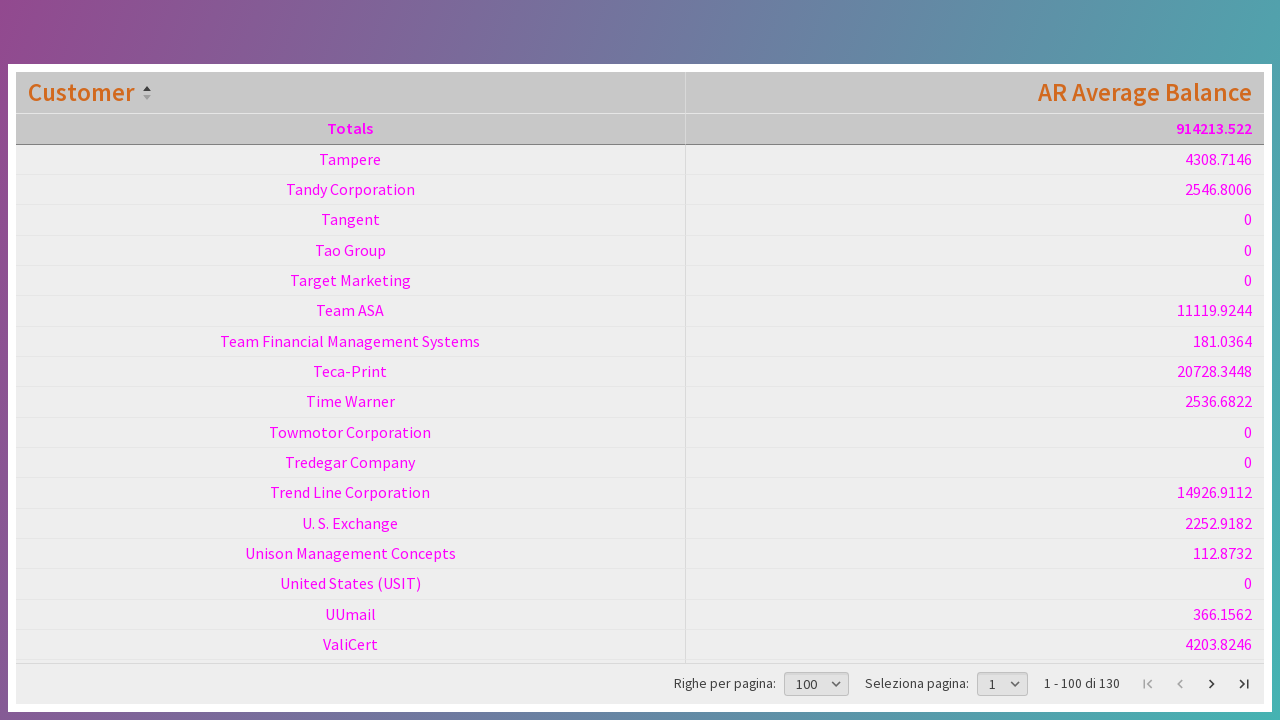 Customer AR Average Balance
Totals 914213.522
Tampere 4308.7146
Tandy Corporation 2546.8006
Tangent 0
Tao Group 0
Target Marketing 0
Team ASA 11119.9244
Team Financial Management Systems 181.0364
Teca-Print 20728.3448
Time Warner 2536.6822
Towmotor Corporation 0
Tredegar Company 0
Trend Line Corporation 14926.9112
U. S. Exchange 2252.9182
Unison Management Concepts 112.8732
United States (USIT) 0
UUmail 366.1562
ValiCert 4203.8246
Righe per pagina: 100 Seleziona pagina: 1 1 - 100 di 130